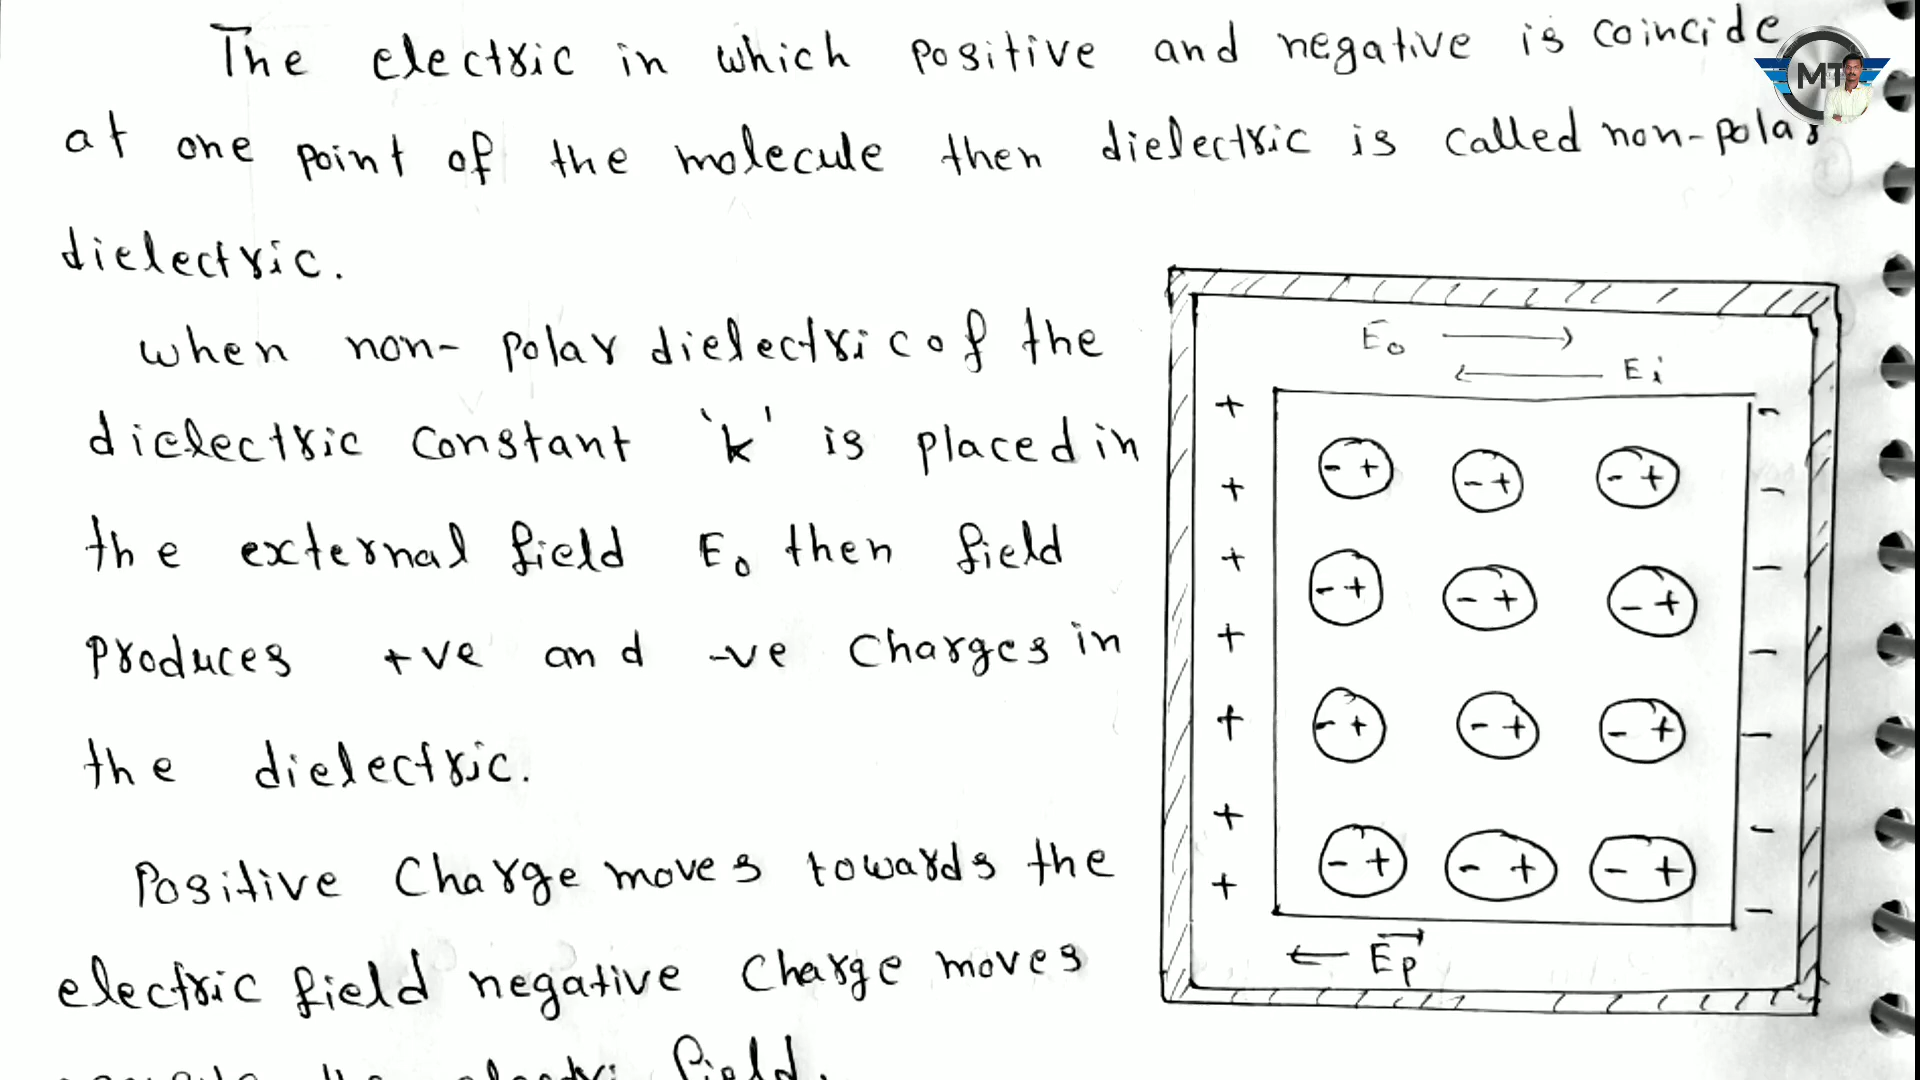 The electric in which positive and negative is coincide
at one point of the molecule then dielectric is called non-polar
dielectric.
when non-polar dielectric of the
dielectric constant 'k' is placed in
the external field E₀ then field
produces +ve and -ve charges in
the dielectric.
Positive Charge moves towards the
electric field negative Charge moves
field.
MT
E₀ →
← Ei
+ -
- + - + - +
+ -
+ -
- + - + - +
+ -
+ -
- + - + - +
+ -
- + - + - +
+ -
← Ep